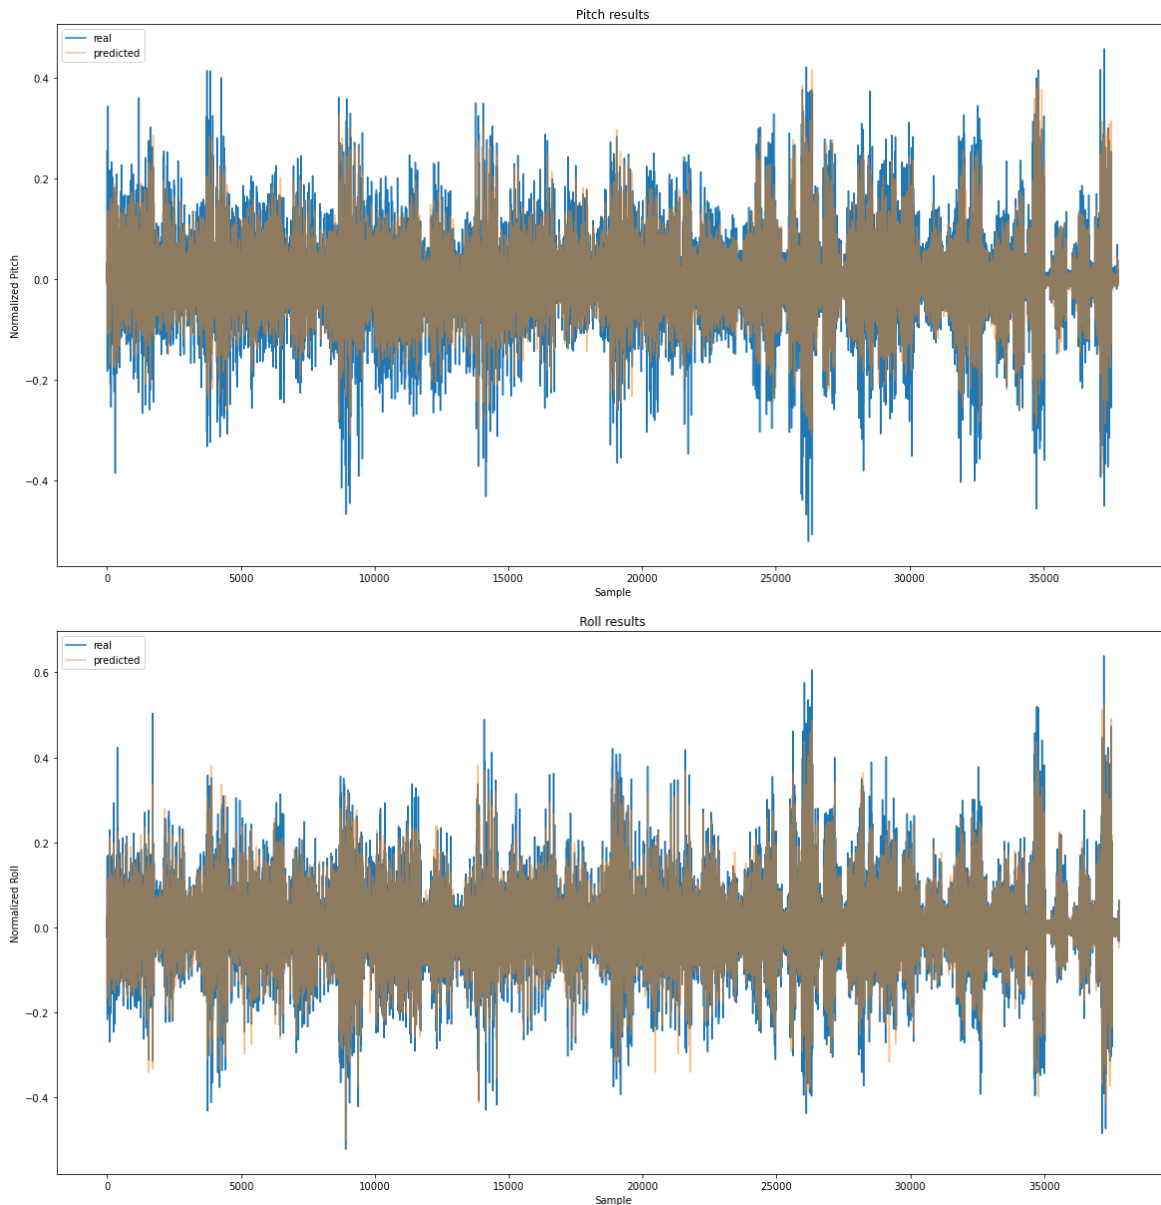 Pitch results
real
predicted
0.4
0.2
0.0
−0.2
−0.4
Normalized Pitch
0 5000 10000 15000 20000 25000 30000 35000
Sample
Roll results
real
predicted
0.6
0.4
0.2
0.0
−0.2
−0.4
Normalized Roll
0 5000 10000 15000 20000 25000 30000 35000
Sample